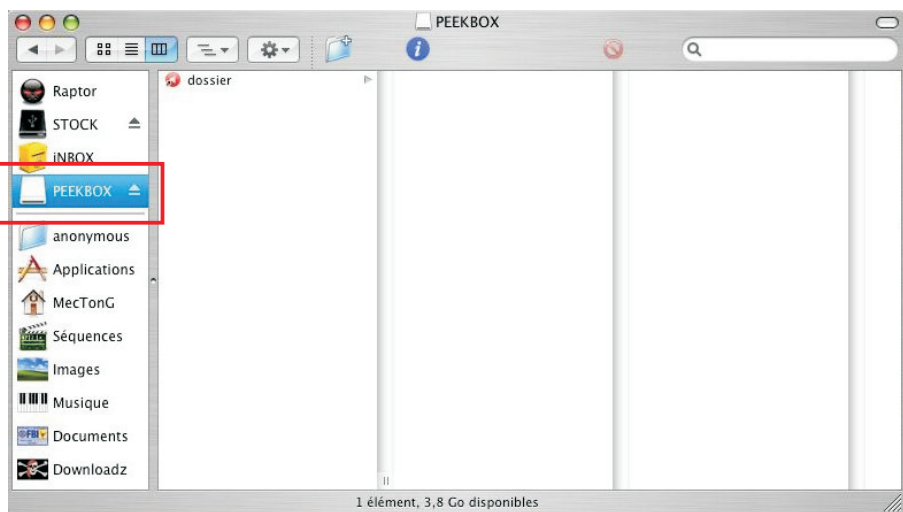 PEEKBOX
Raptor
dossier
STOCK
iNBOX
PEEKBOX
anonymous
Applications
MecTonG
Séquences
Images
Musique
FBI
Documents
Downloadz
1 élément, 3,8 Go disponibles